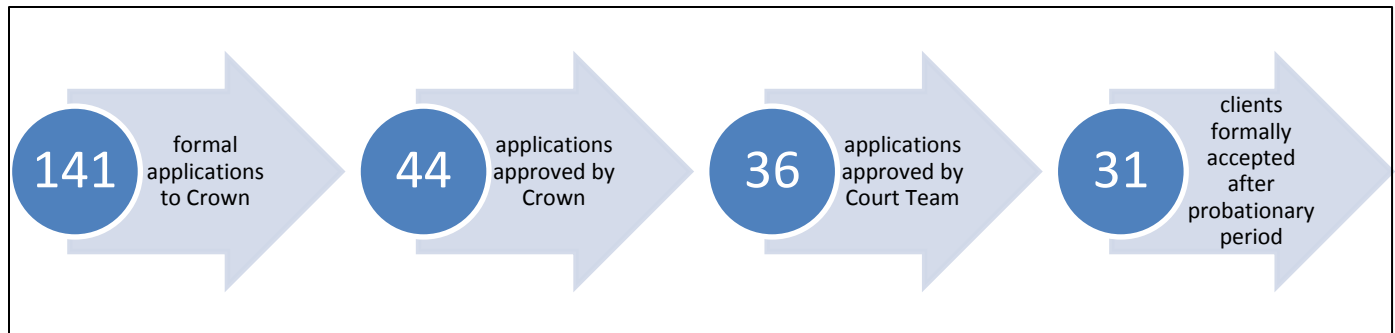 141
formal
applications
to Crown
44
applications
approved by
Crown
36
applications
approved by
Court Team
31
clients
formally
accepted
after
probationary
period